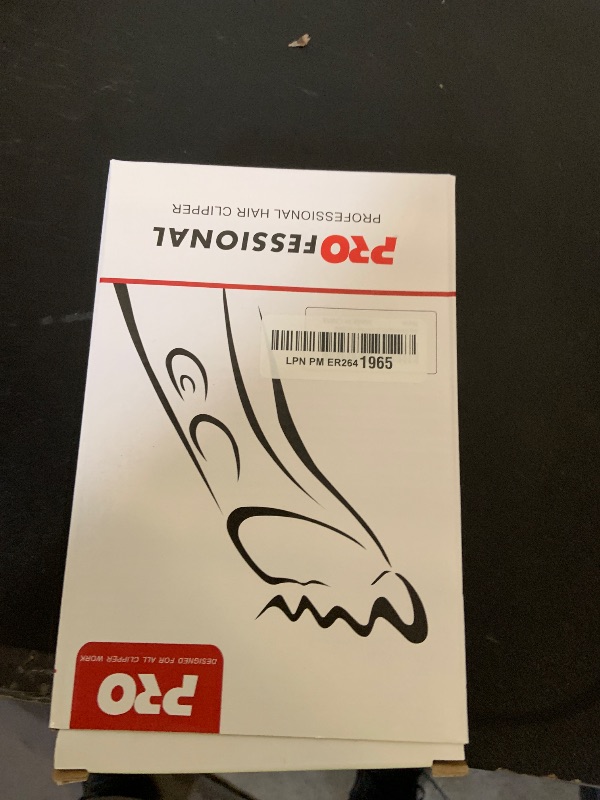 PRO
DESIGNED FOR ALL CLIPPER WORK
PROFESSIONAL
PROFESSIONAL HAIR CLIPPER
LPN PM ER264 1965